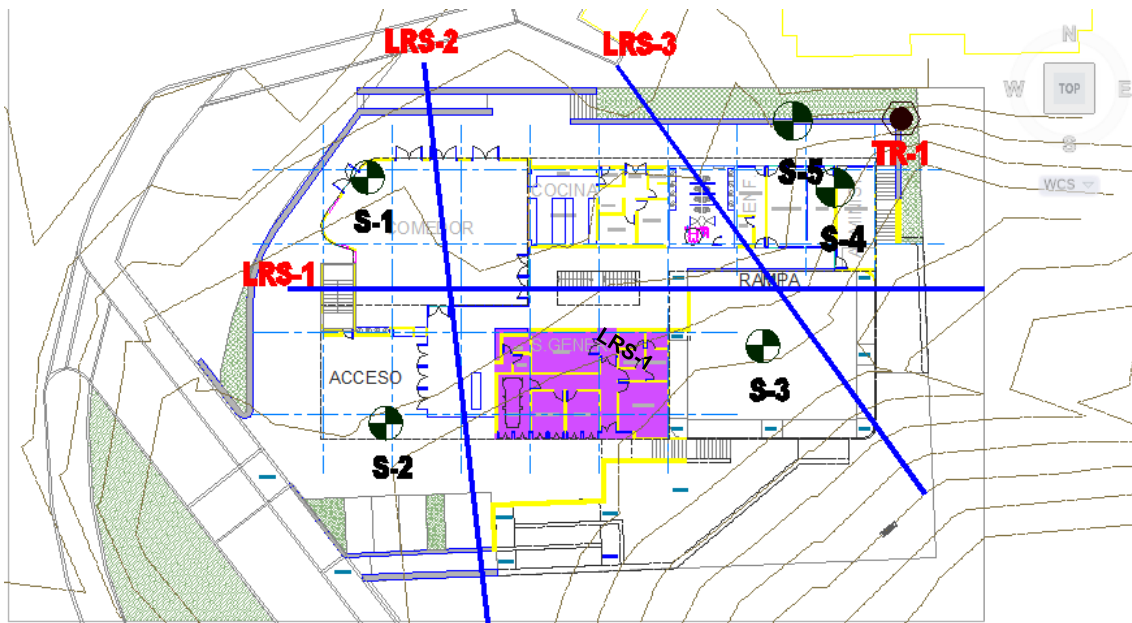 LRS-2
LRS-3
N
W
TOP
E
S
S-5
TR-1
WCS
COCINA
ENF
S-1
COMEDOR
S-4
LRS-1
RAMPA
S GENE
LRS-1
ACCESO
S-3
S-2